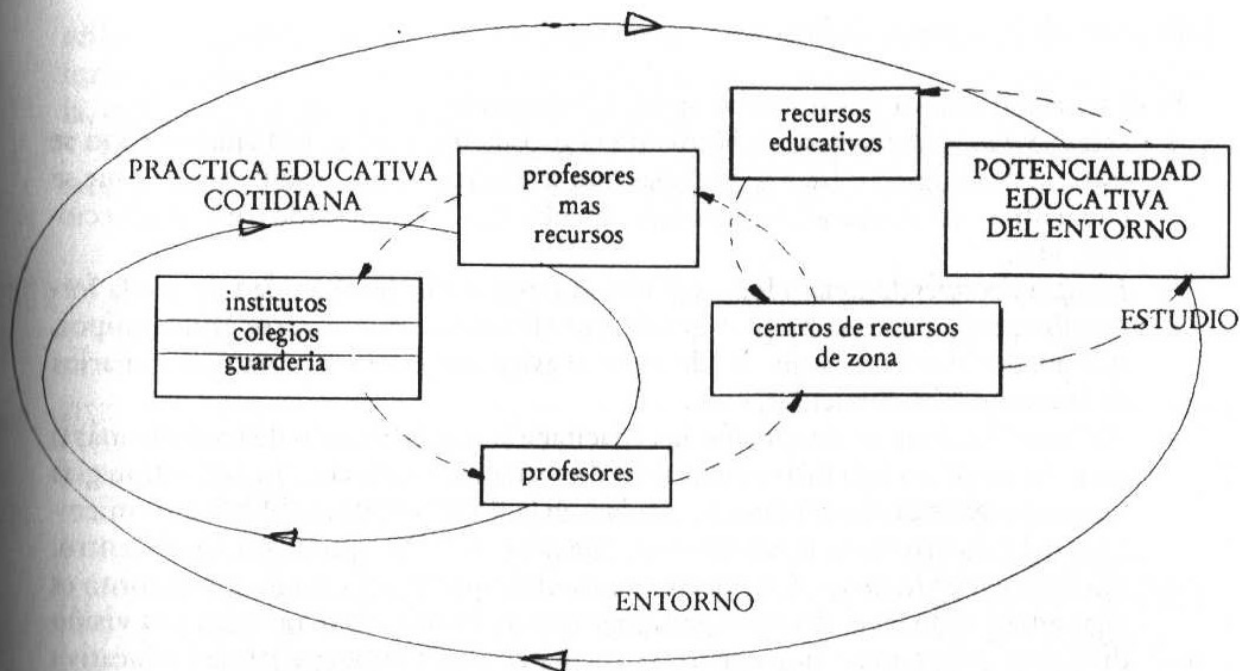 recursos
educativos
PRACTICA EDUCATIVA
COTIDIANA
profesores
mas
recursos
POTENCIALIDAD
EDUCATIVA
DEL ENTORNO
institutos
colegios
guarderia
centros de recursos
de zona
ESTUDIO
profesores
ENTORNO